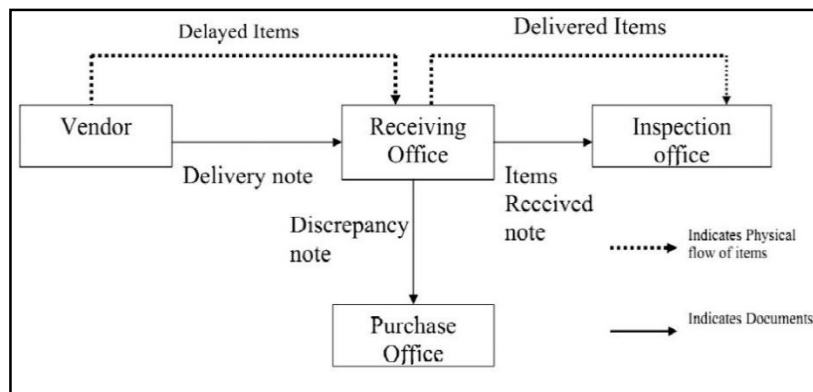 Delayed Items
Delivered Items
Vendor
Receiving
Office
Inspection
office
Delivery note
Items
Received
note
Discrepancy
note
Indicates Physical
flow of items
Purchase
Office
Indicates Documents